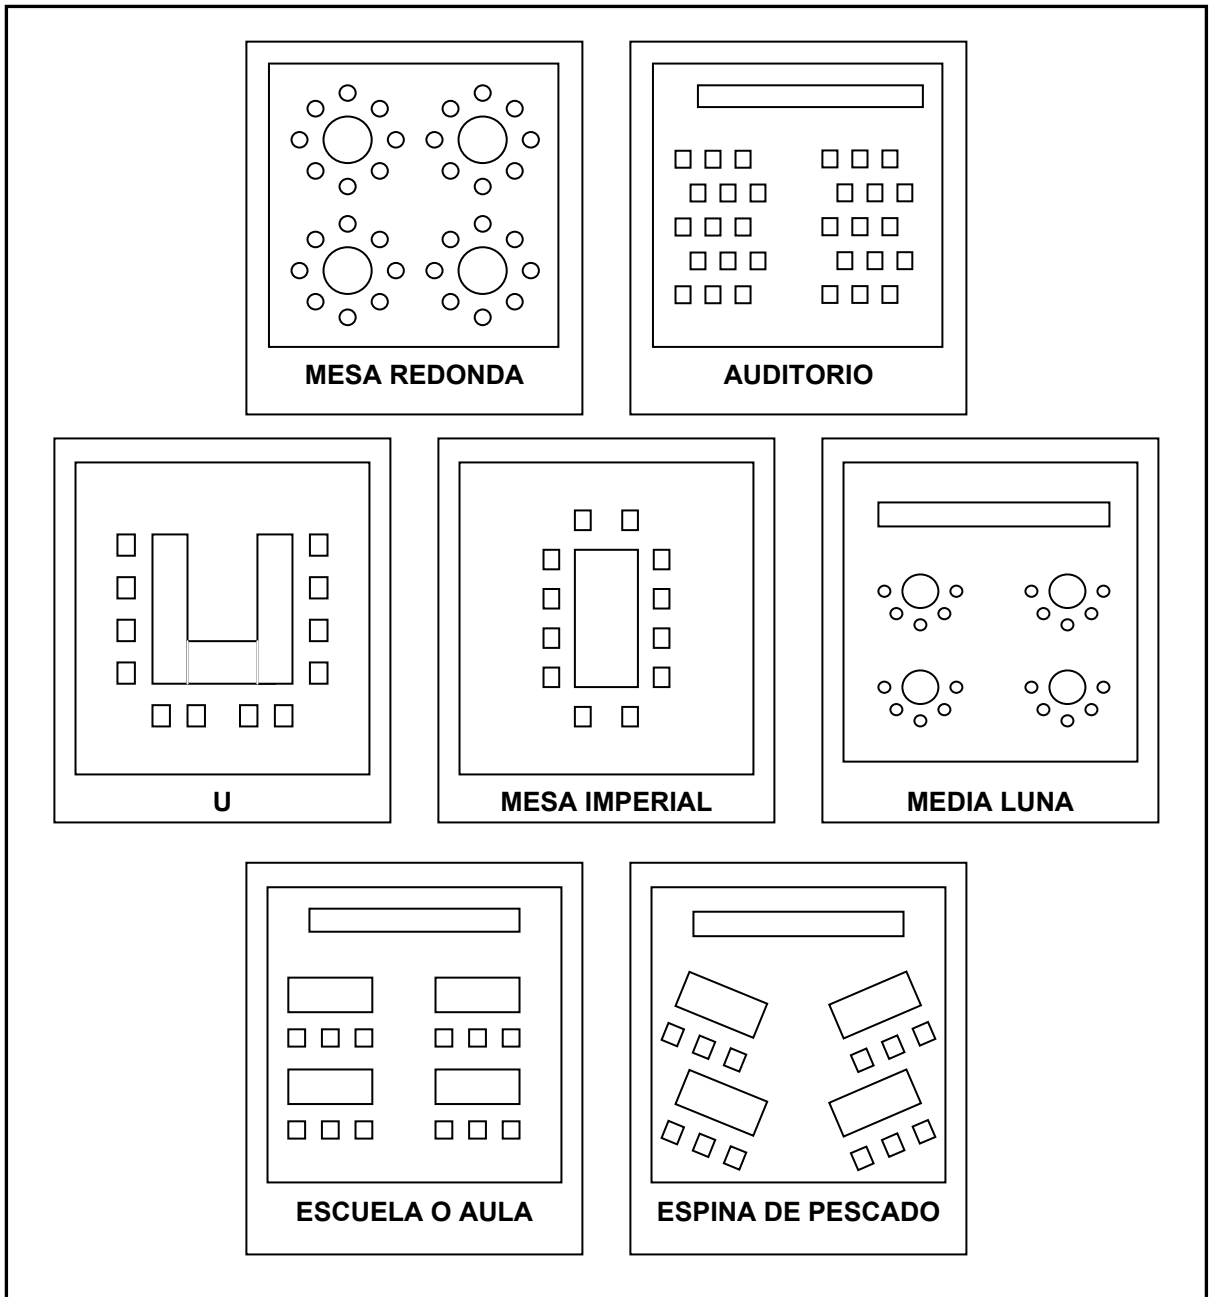 MESA REDONDA
AUDITORIO
U
MESA IMPERIAL
MEDIA LUNA
ESCUELA O AULA
ESPINA DE PESCADO